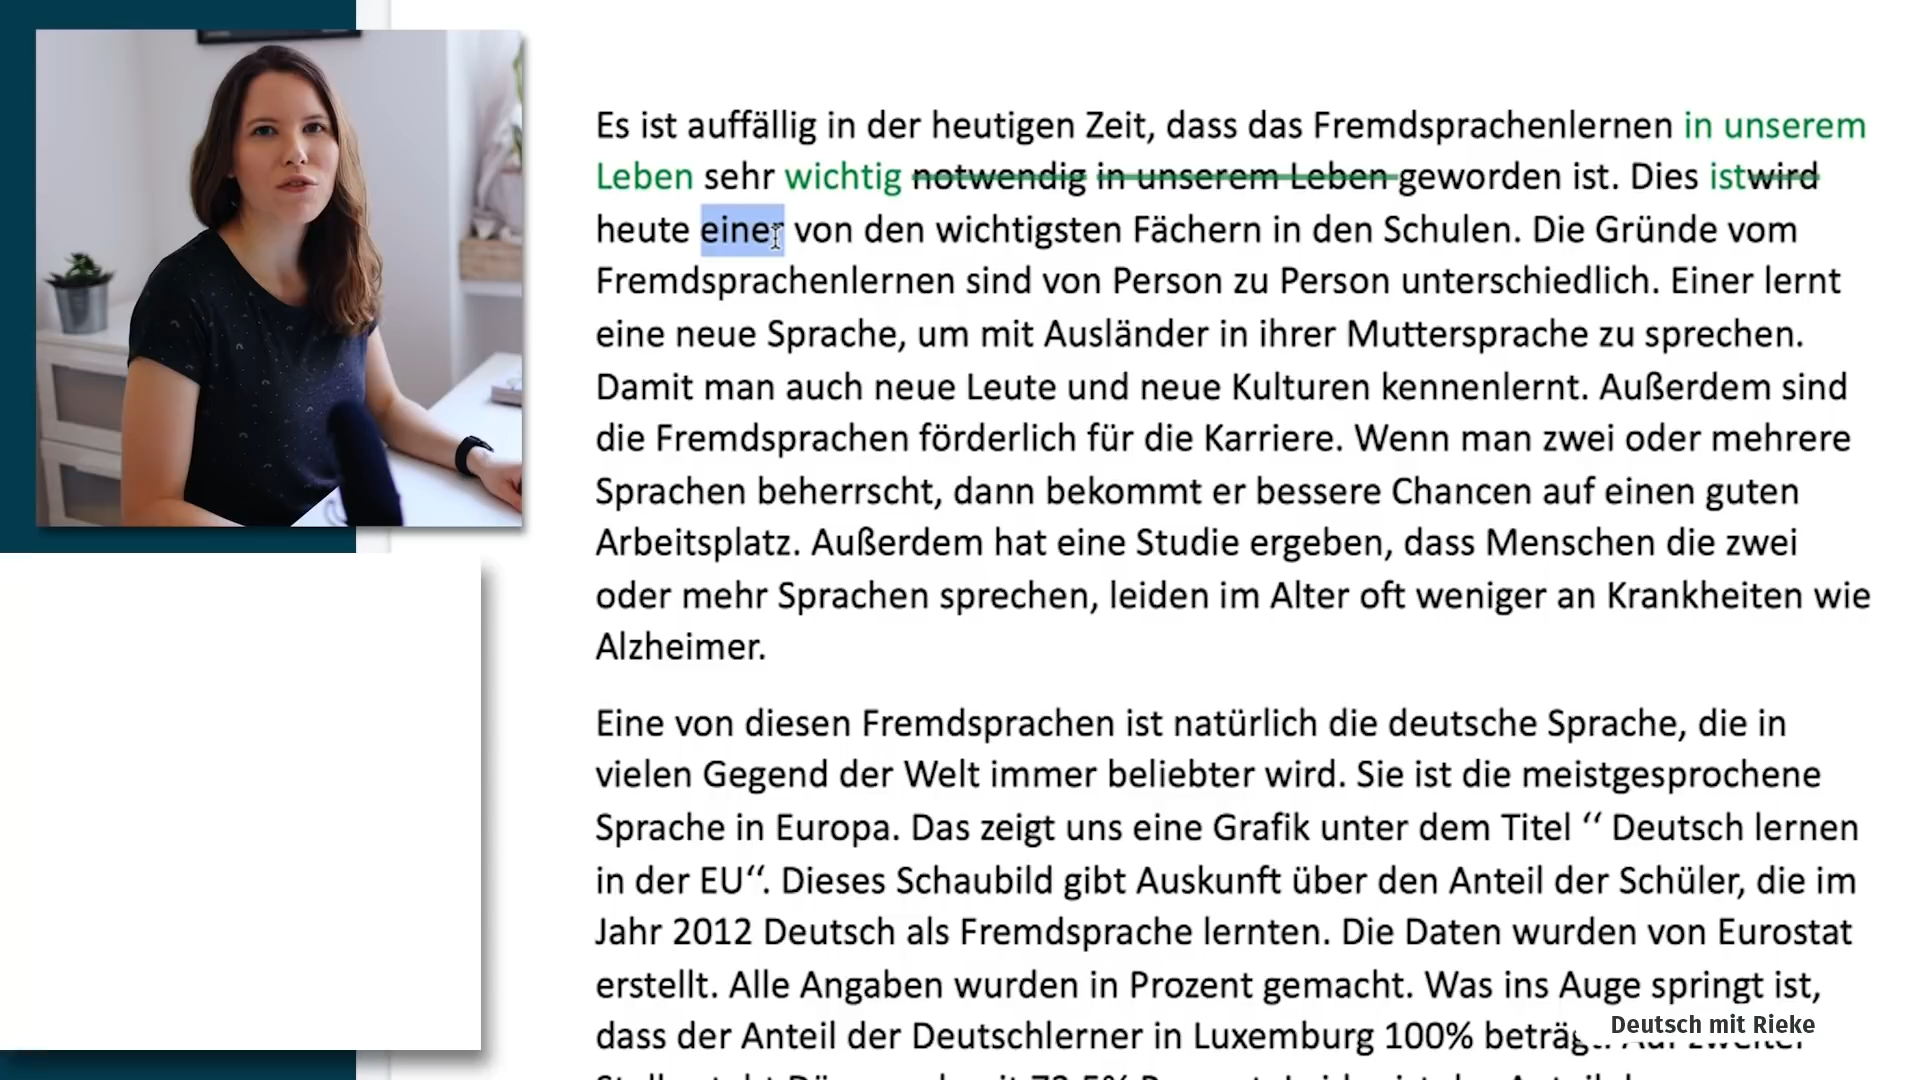 Es ist auffällig in der heutigen Zeit, dass das Fremdsprachenlernen in unserem
Leben sehr wichtig notwendig in unserem Leben geworden ist. Dies istwird
heute einer von den wichtigsten Fächern in den Schulen. Die Gründe vom
Fremdsprachenlernen sind von Person zu Person unterschiedlich. Einer lernt
eine neue Sprache, um mit Ausländer in ihrer Muttersprache zu sprechen.
Damit man auch neue Leute und neue Kulturen kennenlernt. Außerdem sind
die Fremdsprachen förderlich für die Karriere. Wenn man zwei oder mehrere
Sprachen beherrscht, dann bekommt er bessere Chancen auf einen guten
Arbeitsplatz. Außerdem hat eine Studie ergeben, dass Menschen die zwei
oder mehr Sprachen sprechen, leiden im Alter oft weniger an Krankheiten wie
Alzheimer.
Eine von diesen Fremdsprachen ist natürlich die deutsche Sprache, die in
vielen Gegend der Welt immer beliebter wird. Sie ist die meistgesprochene
Sprache in Europa. Das zeigt uns eine Grafik unter dem Titel “ Deutsch lernen
in der EU“. Dieses Schaubild gibt Auskunft über den Anteil der Schüler, die im
Jahr 2012 Deutsch als Fremdsprache lernten. Die Daten wurden von Eurostat
erstellt. Alle Angaben wurden in Prozent gemacht. Was ins Auge springt ist,
dass der Anteil der Deutschlerner in Luxemburg 100% beträgt.
Deutsch mit Rieke